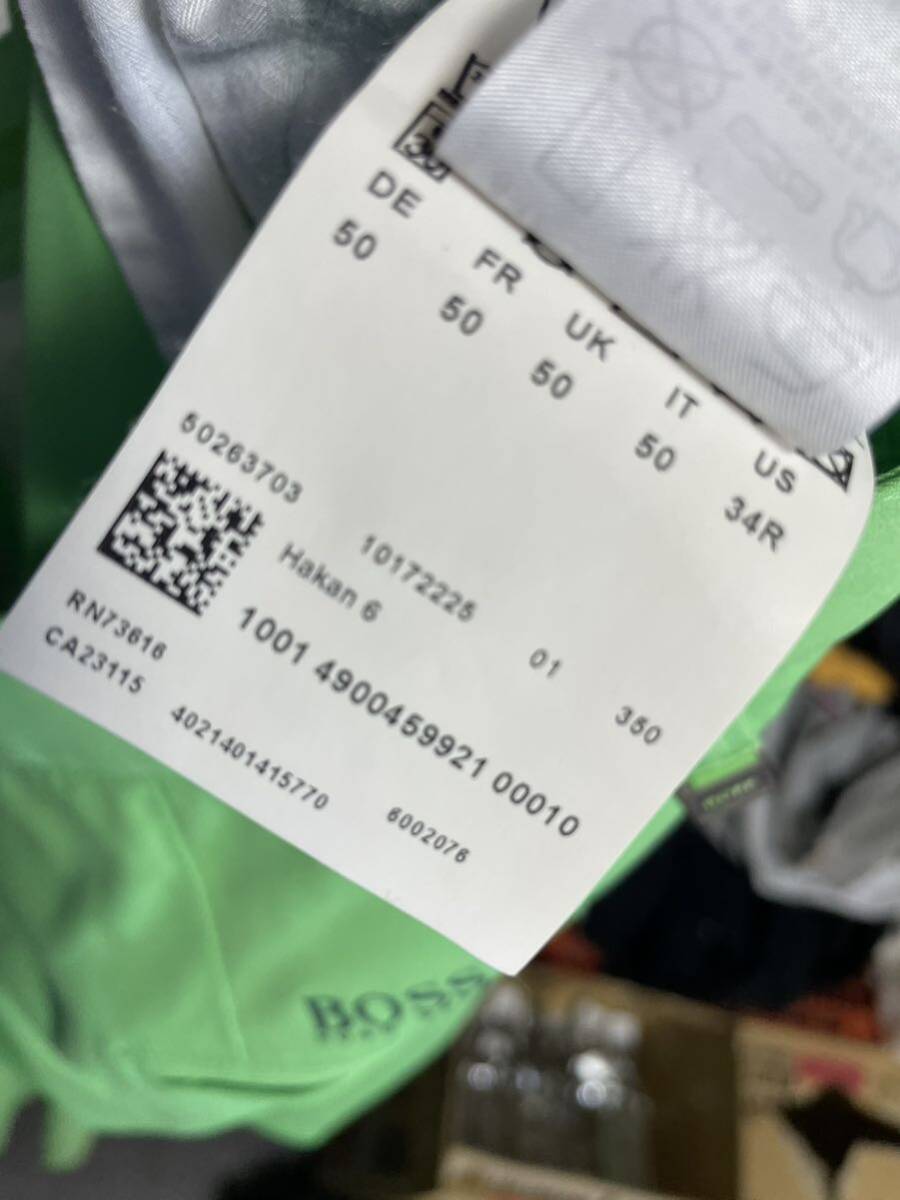 DE FR UK IT US
50 50 50 50 34R
50263703
10172225 01 350
Hakan 6
1001 4900459921 00010
RN73616
CA23115
4021401415770 6002076
BOSS